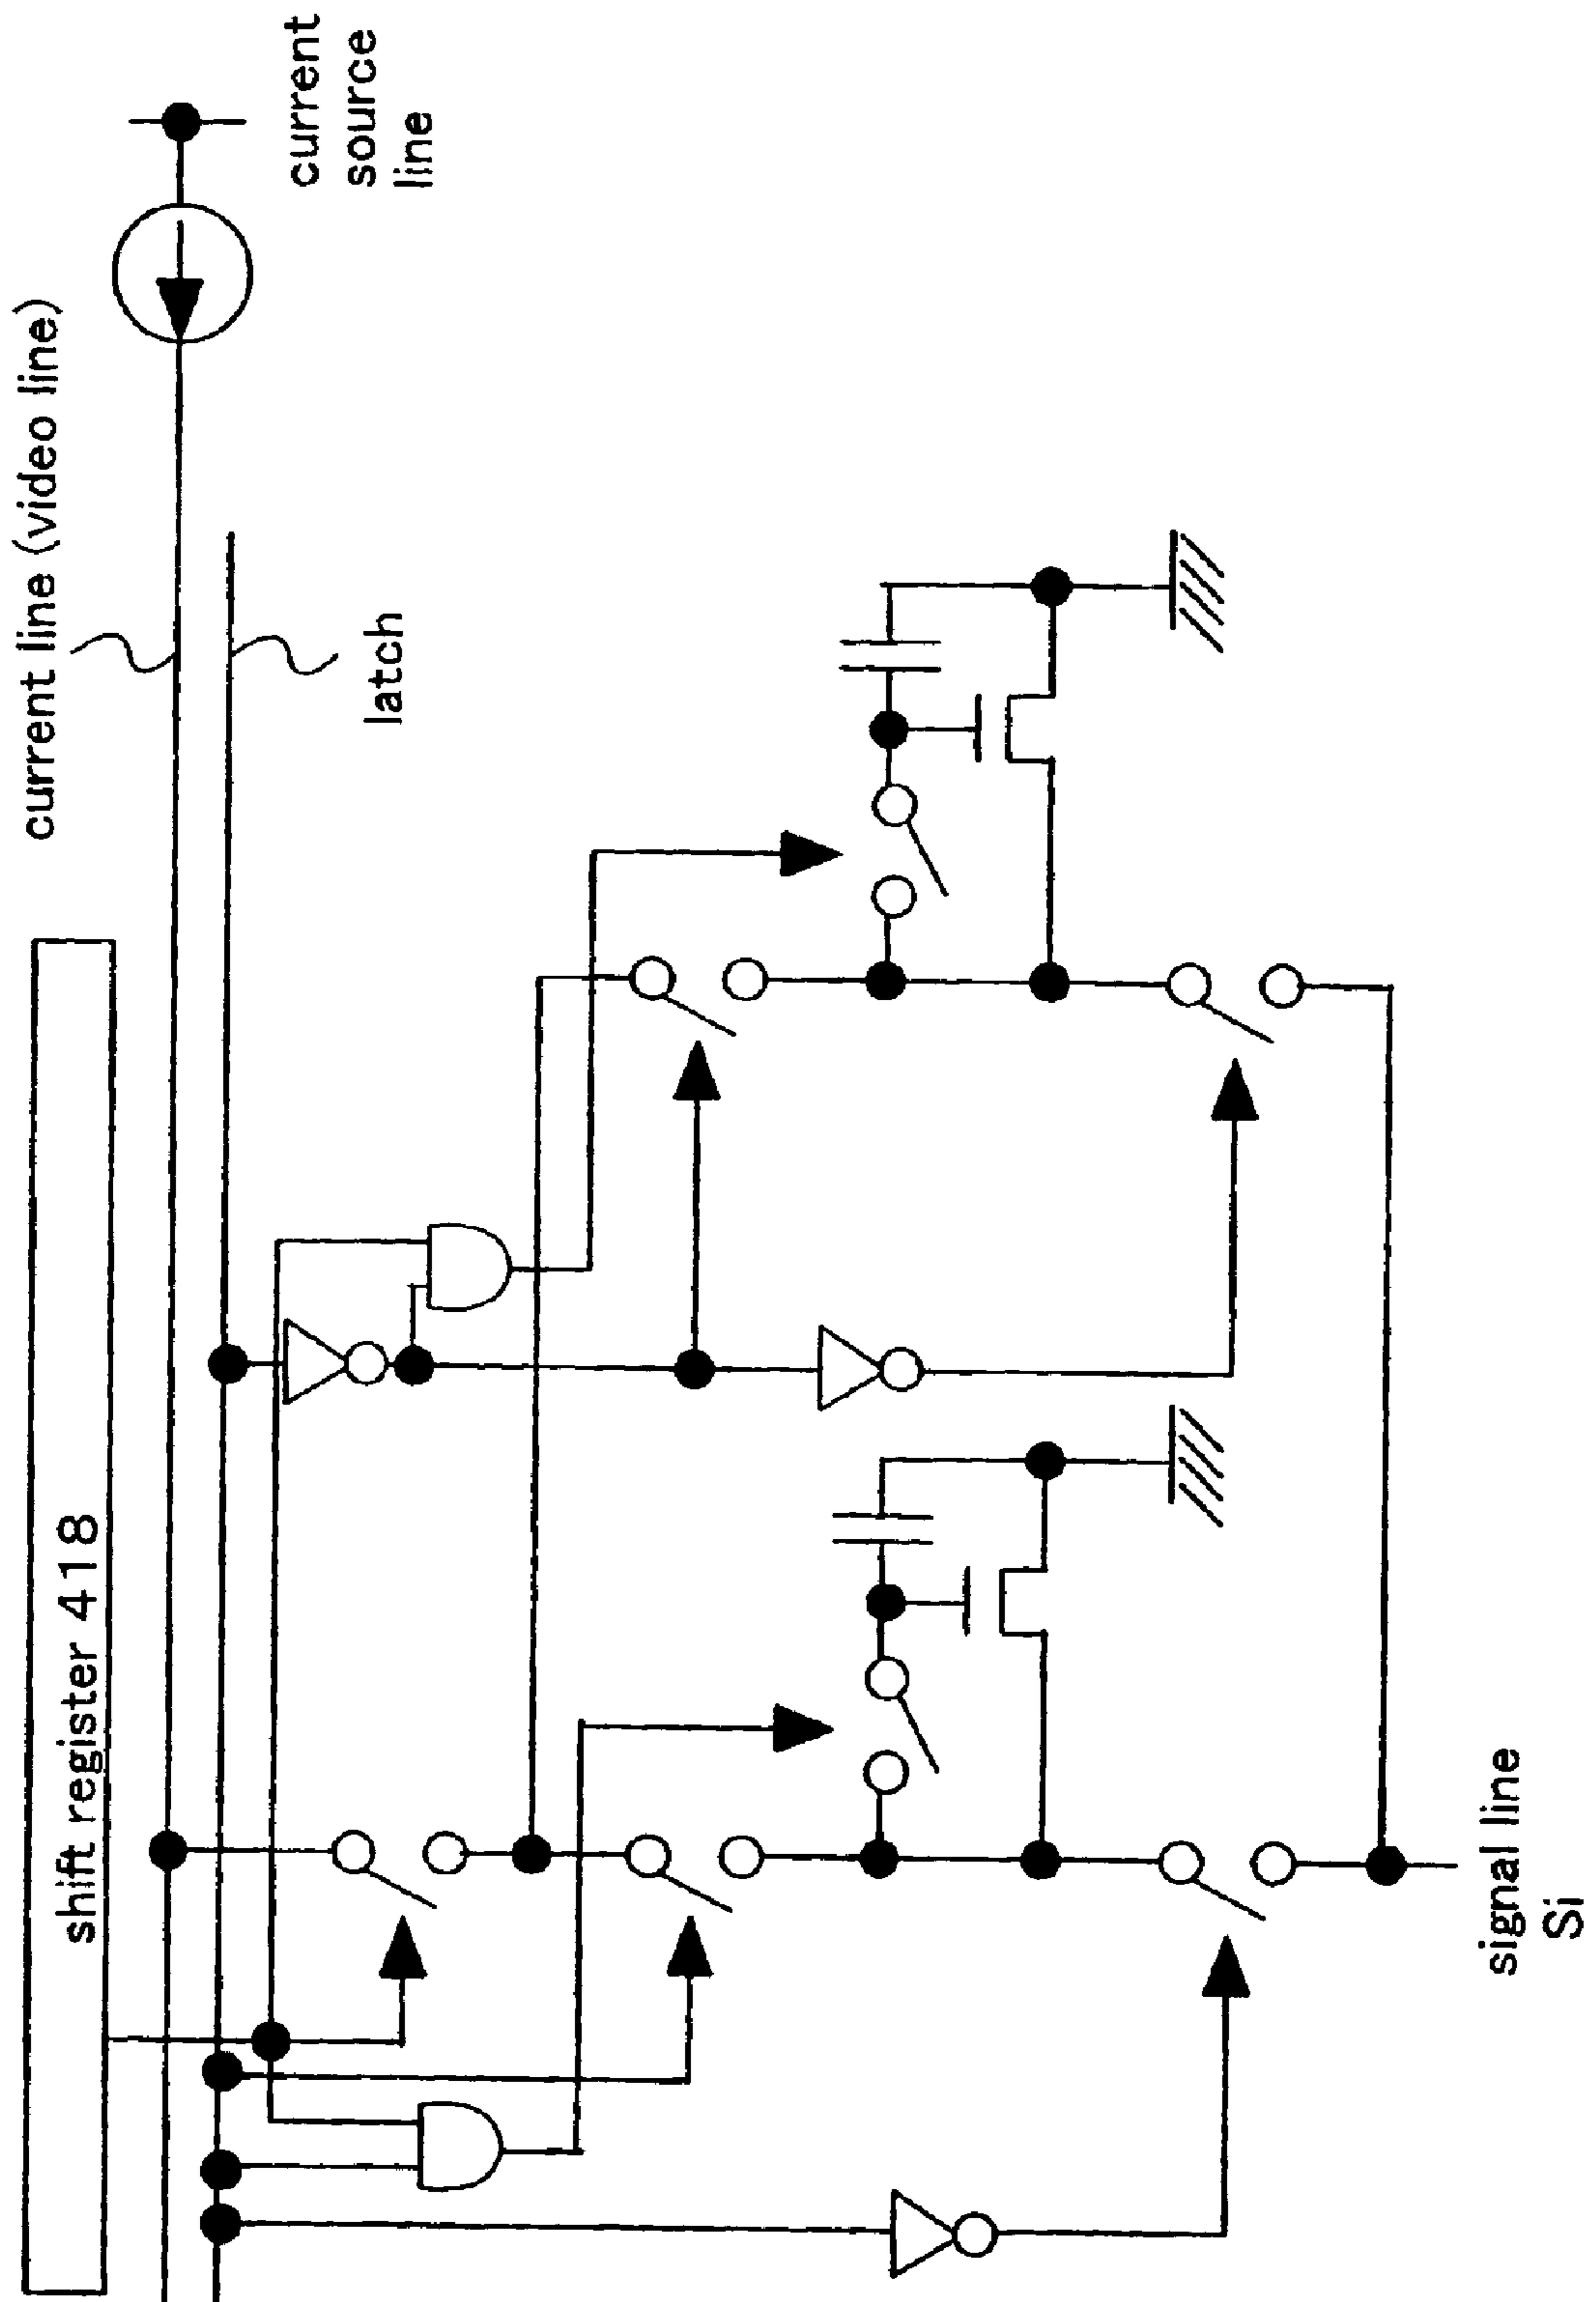 shift register 418
current line (video line)
latch
current
source
line
signal line
Si